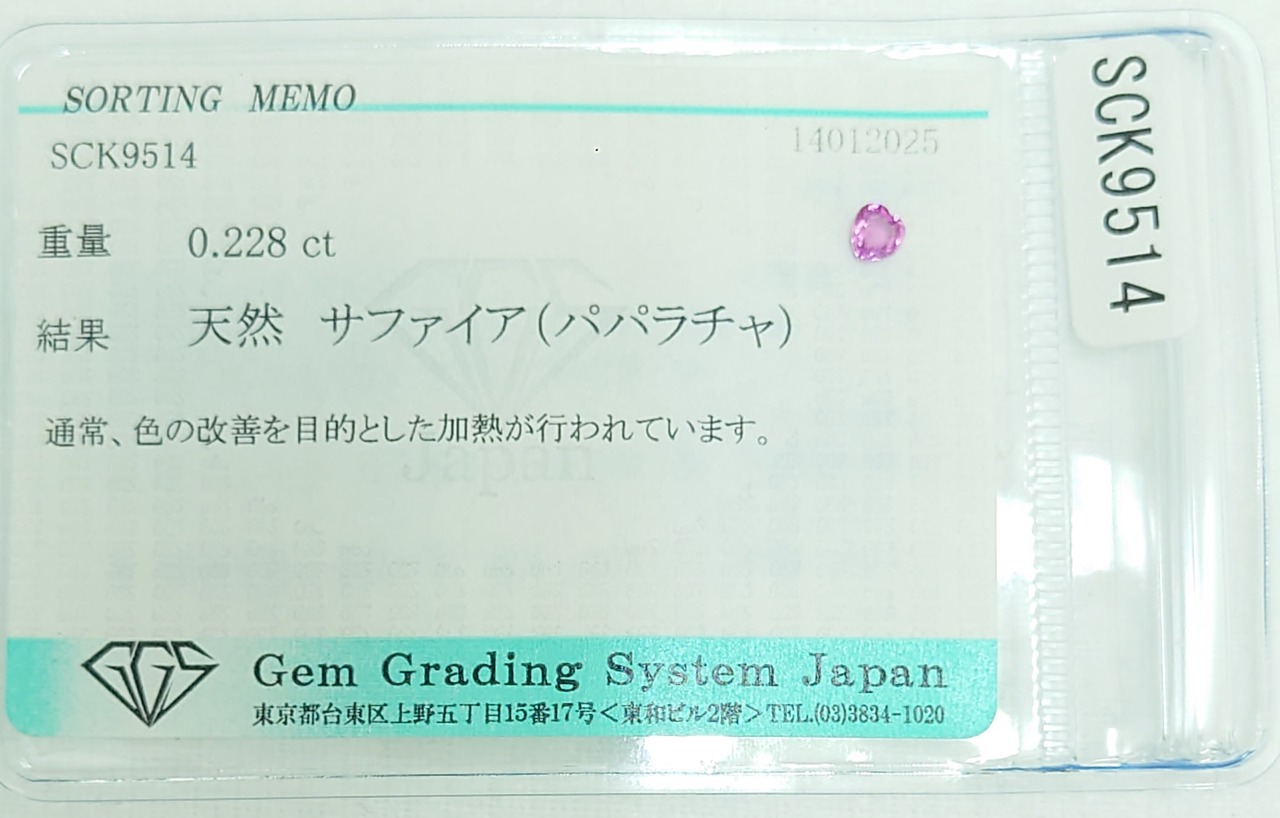 SORTING MEMO
SCK9514
14012025
重量 0.228 ct
結果 天然 サファイア(パパラチャ)
通常、色の改善を目的とした加熱が行われています。
Japan
GGS
Gem Grading System Japan
東京都台東区上野五丁目15番17号<東和ビル2階>TEL.(03)3834-1020
SCK9514